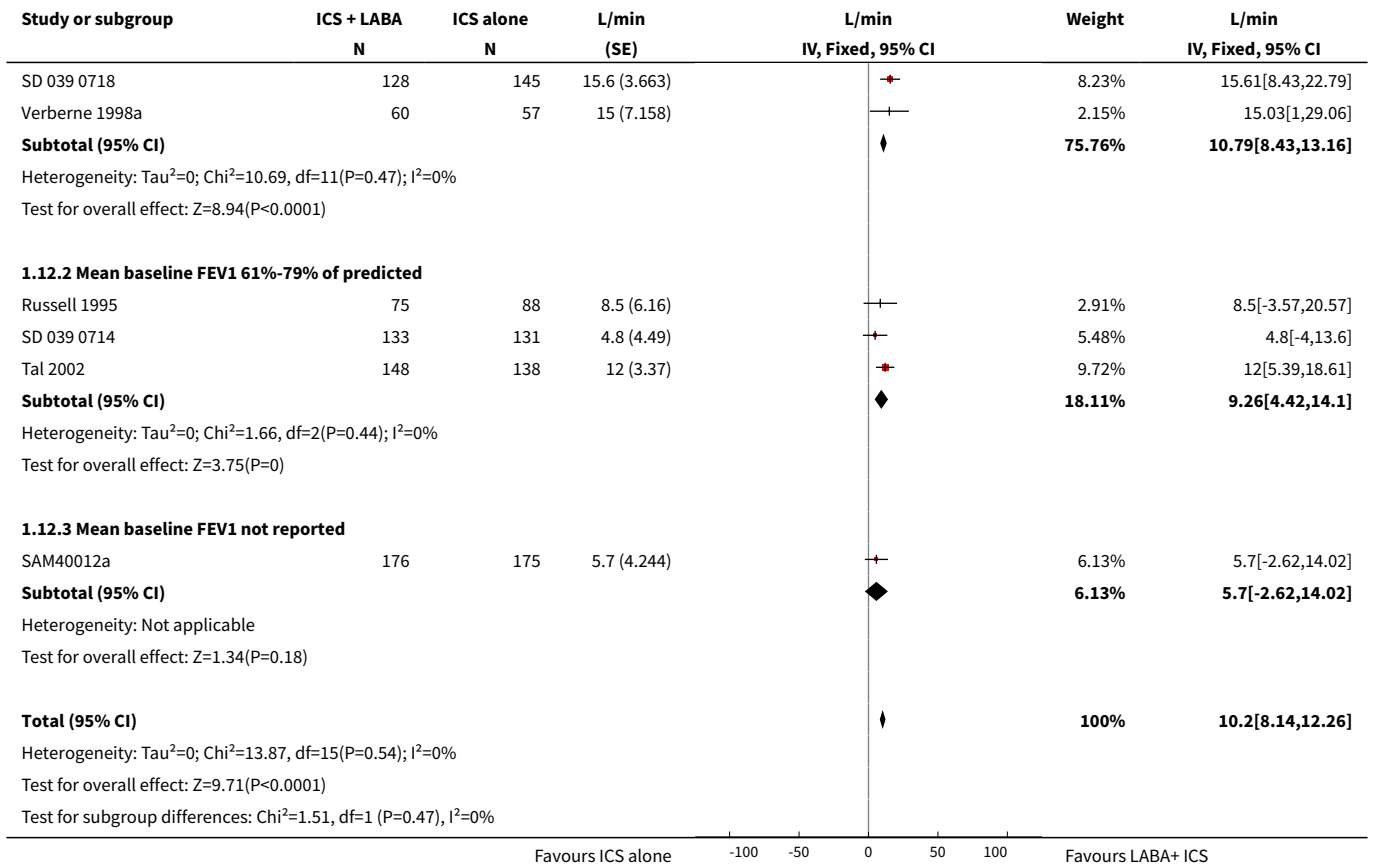 Study or subgroup ICS + LABA ICS alone L/min L/min Weight L/min
N N (SE) IV, Fixed, 95% CI IV, Fixed, 95% CI
SD 039 0718 128 145 15.6 (3.663) 8.23% 15.61[8.43,22.79]
Verberne 1998a 60 57 15 (7.158) 2.15% 15.03[1,29.06]
Subtotal (95% CI) 75.76% 10.79[8.43,13.16]
Heterogeneity: Tau²=0; Chi²=10.69, df=11(P=0.47); I²=0%
Test for overall effect: Z=8.94(P<0.0001)
1.12.2 Mean baseline FEV1 61%-79% of predicted
Russell 1995 75 88 8.5 (6.16) 2.91% 8.5[-3.57,20.57]
SD 039 0714 133 131 4.8 (4.49) 5.48% 4.8[-4,13.6]
Tal 2002 148 138 12 (3.37) 9.72% 12[5.39,18.61]
Subtotal (95% CI) 18.11% 9.26[4.42,14.1]
Heterogeneity: Tau²=0; Chi²=1.66, df=2(P=0.44); I²=0%
Test for overall effect: Z=3.75(P=0)
1.12.3 Mean baseline FEV1 not reported
SAM40012a 176 175 5.7 (4.244) 6.13% 5.7[-2.62,14.02]
Subtotal (95% CI) 6.13% 5.7[-2.62,14.02]
Heterogeneity: Not applicable
Test for overall effect: Z=1.34(P=0.18)
Total (95% CI) 100% 10.2[8.14,12.26]
Heterogeneity: Tau²=0; Chi²=13.87, df=15(P=0.54); I²=0%
Test for overall effect: Z=9.71(P<0.0001)
Test for subgroup differences: Chi²=1.51, df=1 (P=0.47), I²=0%
Favours ICS alone -100 -50 0 50 100 Favours LABA+ ICS